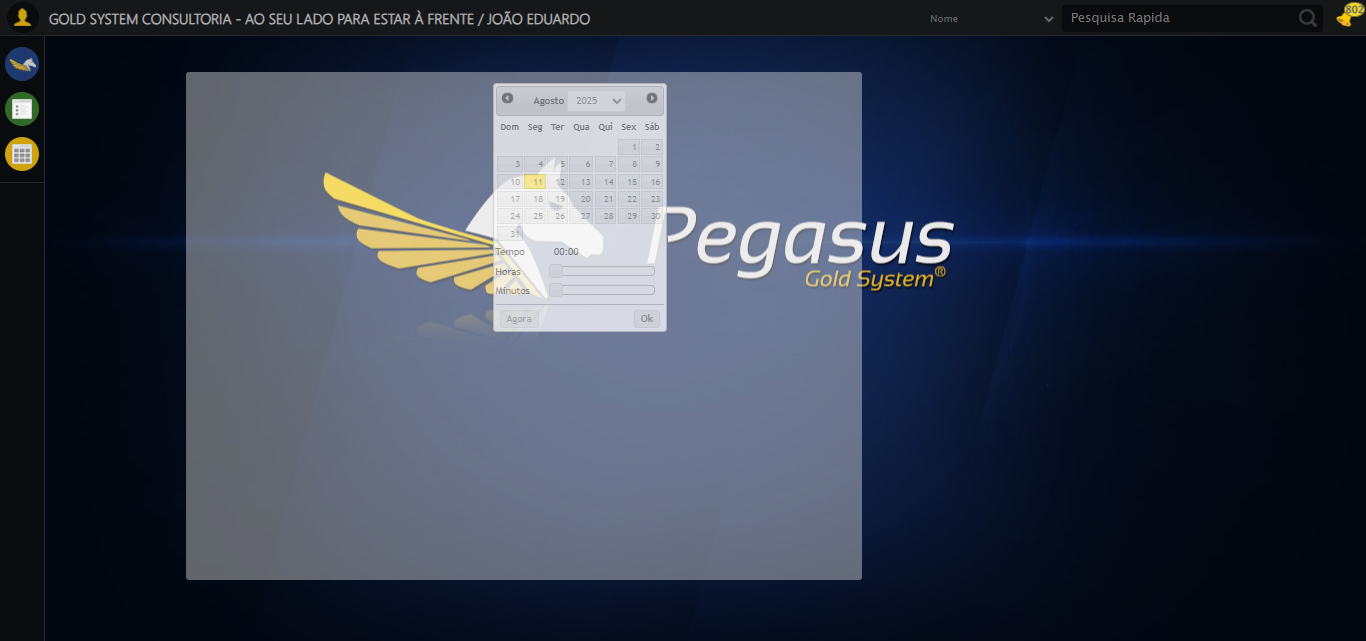 GOLD SYSTEM CONSULTORIA - AO SEU LADO PARA ESTAR À FRENTE / JOÃO EDUARDO
Nome
Pesquisa Rapida
802
Agosto 2025
Dom Seg Ter Qua Qui Sex Sáb
1 2
3 4 5 6 7 8 9
10 11 12 13 14 15 16
17 18 19 20 21 22 23
24 25 26 27 28 29 30
31
Tempo 00:00
Horas
Minutos
Agora Ok
Pegasus
Gold System®